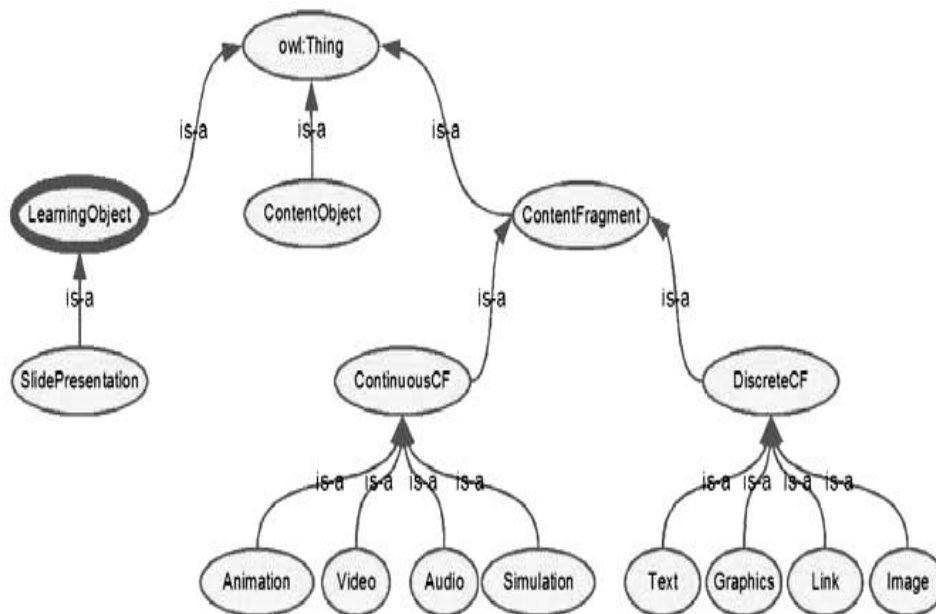 owl:Thing
is-a
is-a
is-a
LearningObject
ContentObject
ContentFragment
is-a
is-a
is-a
SlidePresentation
ContinuousCF
DiscreteCF
is-a is-a is-a is-a
is-a is-a is-a is-a
Animation
Video
Audio
Simulation
Text
Graphics
Link
Image